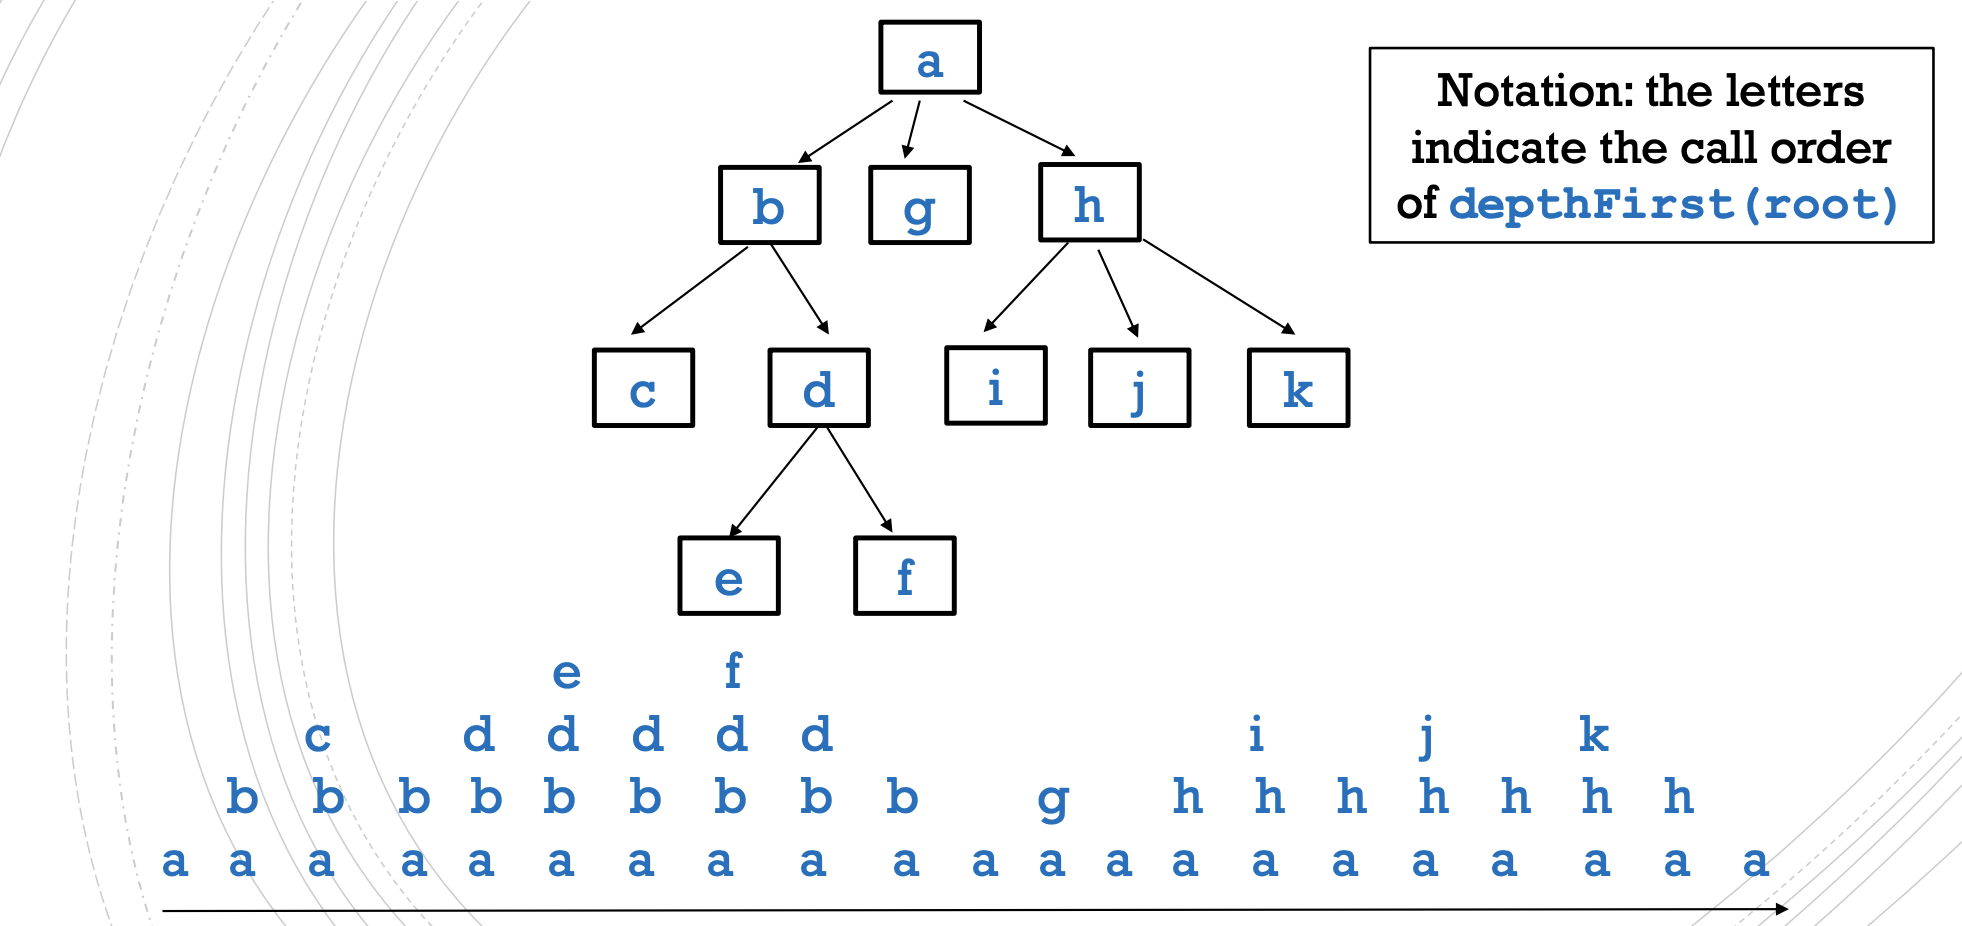 a
Notation: the letters
indicate the call order
of depthFirst(root)
b g h
c d i j k
e f
e f
c d d d d d i j k
b b b b b b b b b g h h h h h h h
a a a a a a a a a a a a a a a a a a a a a